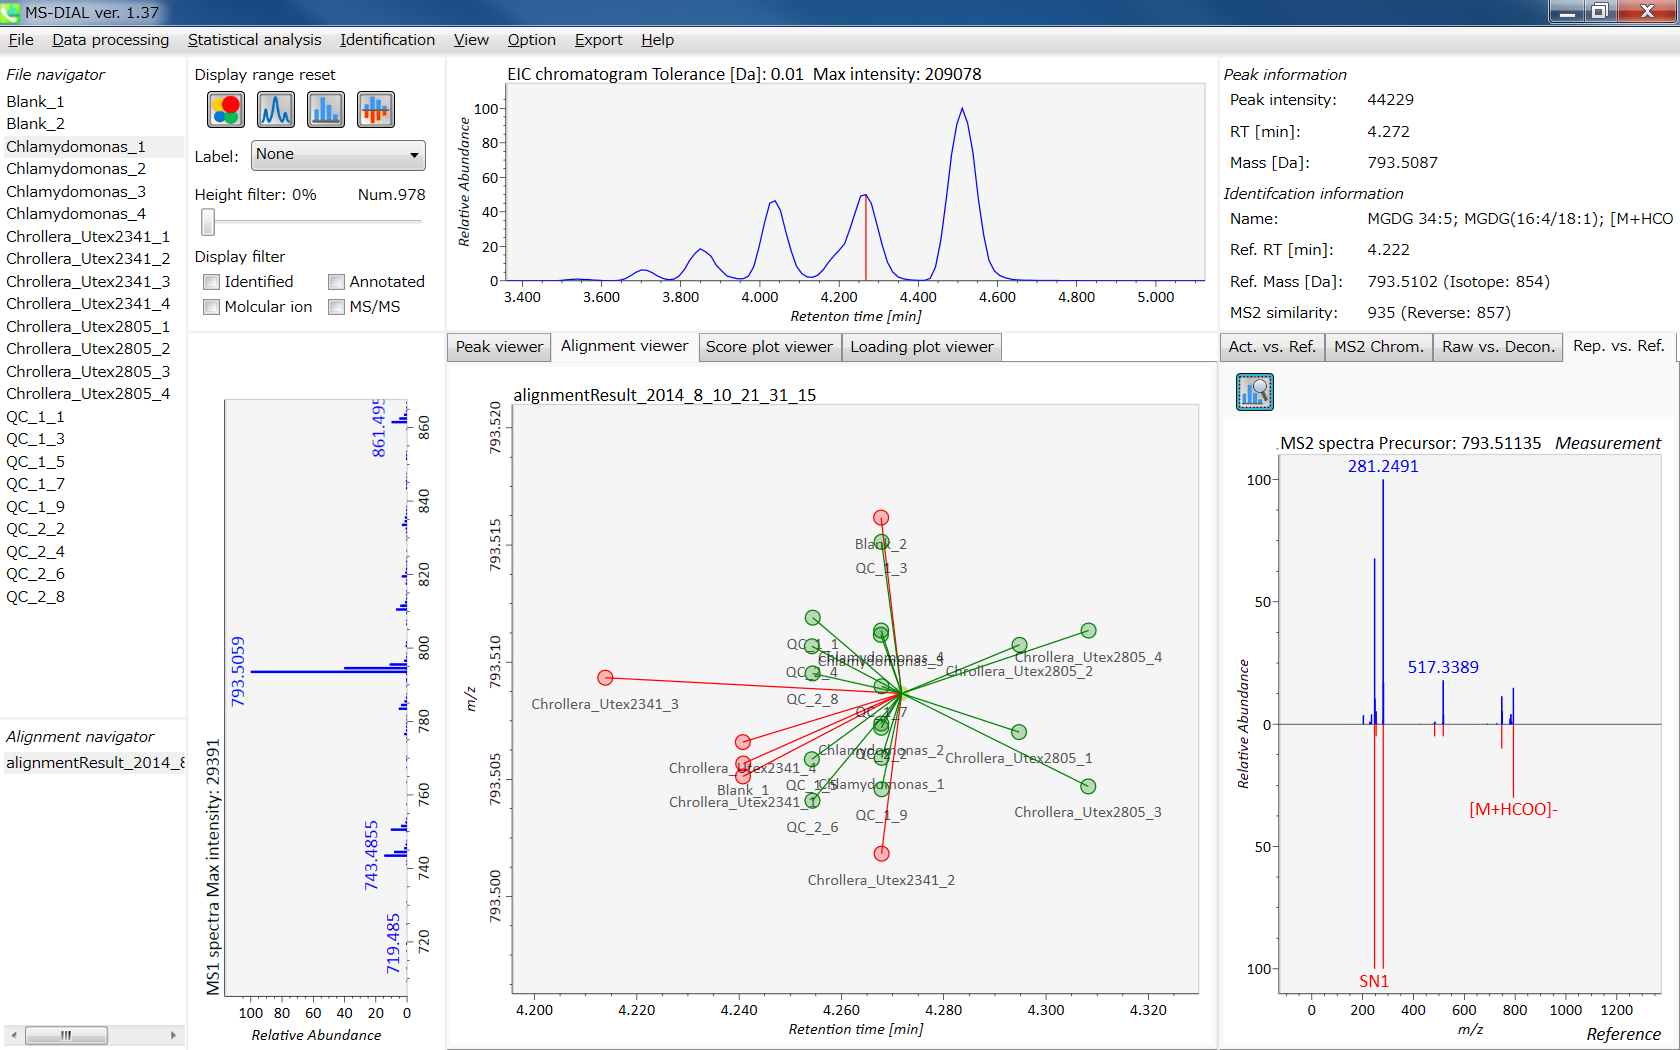 MS-DIAL ver. 1.37
File Data processing Statistical analysis Identification View Option Export Help
File navigator
Blank_1
Blank_2
Chlamydomonas_1
Chlamydomonas_2
Chlamydomonas_3
Chlamydomonas_4
Chrollera_Utex2341_1
Chrollera_Utex2341_2
Chrollera_Utex2341_3
Chrollera_Utex2341_4
Chrollera_Utex2805_1
Chrollera_Utex2805_2
Chrollera_Utex2805_3
Chrollera_Utex2805_4
QC_1_1
QC_1_3
QC_1_5
QC_1_7
QC_1_9
QC_2_2
QC_2_4
QC_2_6
QC_2_8
Alignment navigator
alignmentResult_2014_8
Display range reset
Label: None
Height filter: 0% Num.978
Display filter
Identified Annotated
Molcular ion MS/MS
MS1 spectra Max intensity: 29391
861.495
793.5059
743.4855
719.485
860
840
820
800
780
760
740
720
100 80 60 40 20 0
Relative Abundance
EIC chromatogram Tolerance [Da]: 0.01 Max intensity: 209078
Relative Abundance
100
80
60
40
20
0
3.400 3.600 3.800 4.000 4.200 4.400 4.600 4.800 5.000
Retenton time [min]
Peak viewer Alignment viewer Score plot viewer Loading plot viewer
alignmentResult_2014_8_10_21_31_15
m/z
793.520
793.515
793.510
793.505
793.500
Blank_2
QC_1_3
QC_1_1
Chlamydomonas_4
Chlamydomonas_3
Chrollera_Utex2805_4
QC_2_4
Chrollera_Utex2805_2
QC_2_8
Chrollera_Utex2341_3
QC_1_7
Chlamydomonas_2
QC_2_2
Chrollera_Utex2805_1
Chrollera_Utex2341_4
QC_1_5
Chlamydomonas_1
Blank_1
Chrollera_Utex2341_1
Chrollera_Utex2805_3
QC_1_9
QC_2_6
Chrollera_Utex2341_2
4.200 4.220 4.240 4.260 4.280 4.300 4.320
Retention time [min]
Peak information
Peak intensity: 44229
RT [min]: 4.272
Mass [Da]: 793.5087
Identifcation information
Name: MGDG 34:5; MGDG(16:4/18:1); [M+HCO
Ref. RT [min]: 4.222
Ref. Mass [Da]: 793.5102 (Isotope: 854)
MS2 similarity: 935 (Reverse: 857)
Act. vs. Ref. MS2 Chrom. Raw vs. Decon. Rep. vs. Ref.
MS2 spectra Precursor: 793.51135 Measurement
281.2491
517.3389
[M+HCOO]-
SN1
Relative Abundance
100
50
0
50
100
0 200 400 600 800 1000 1200
m/z
Reference